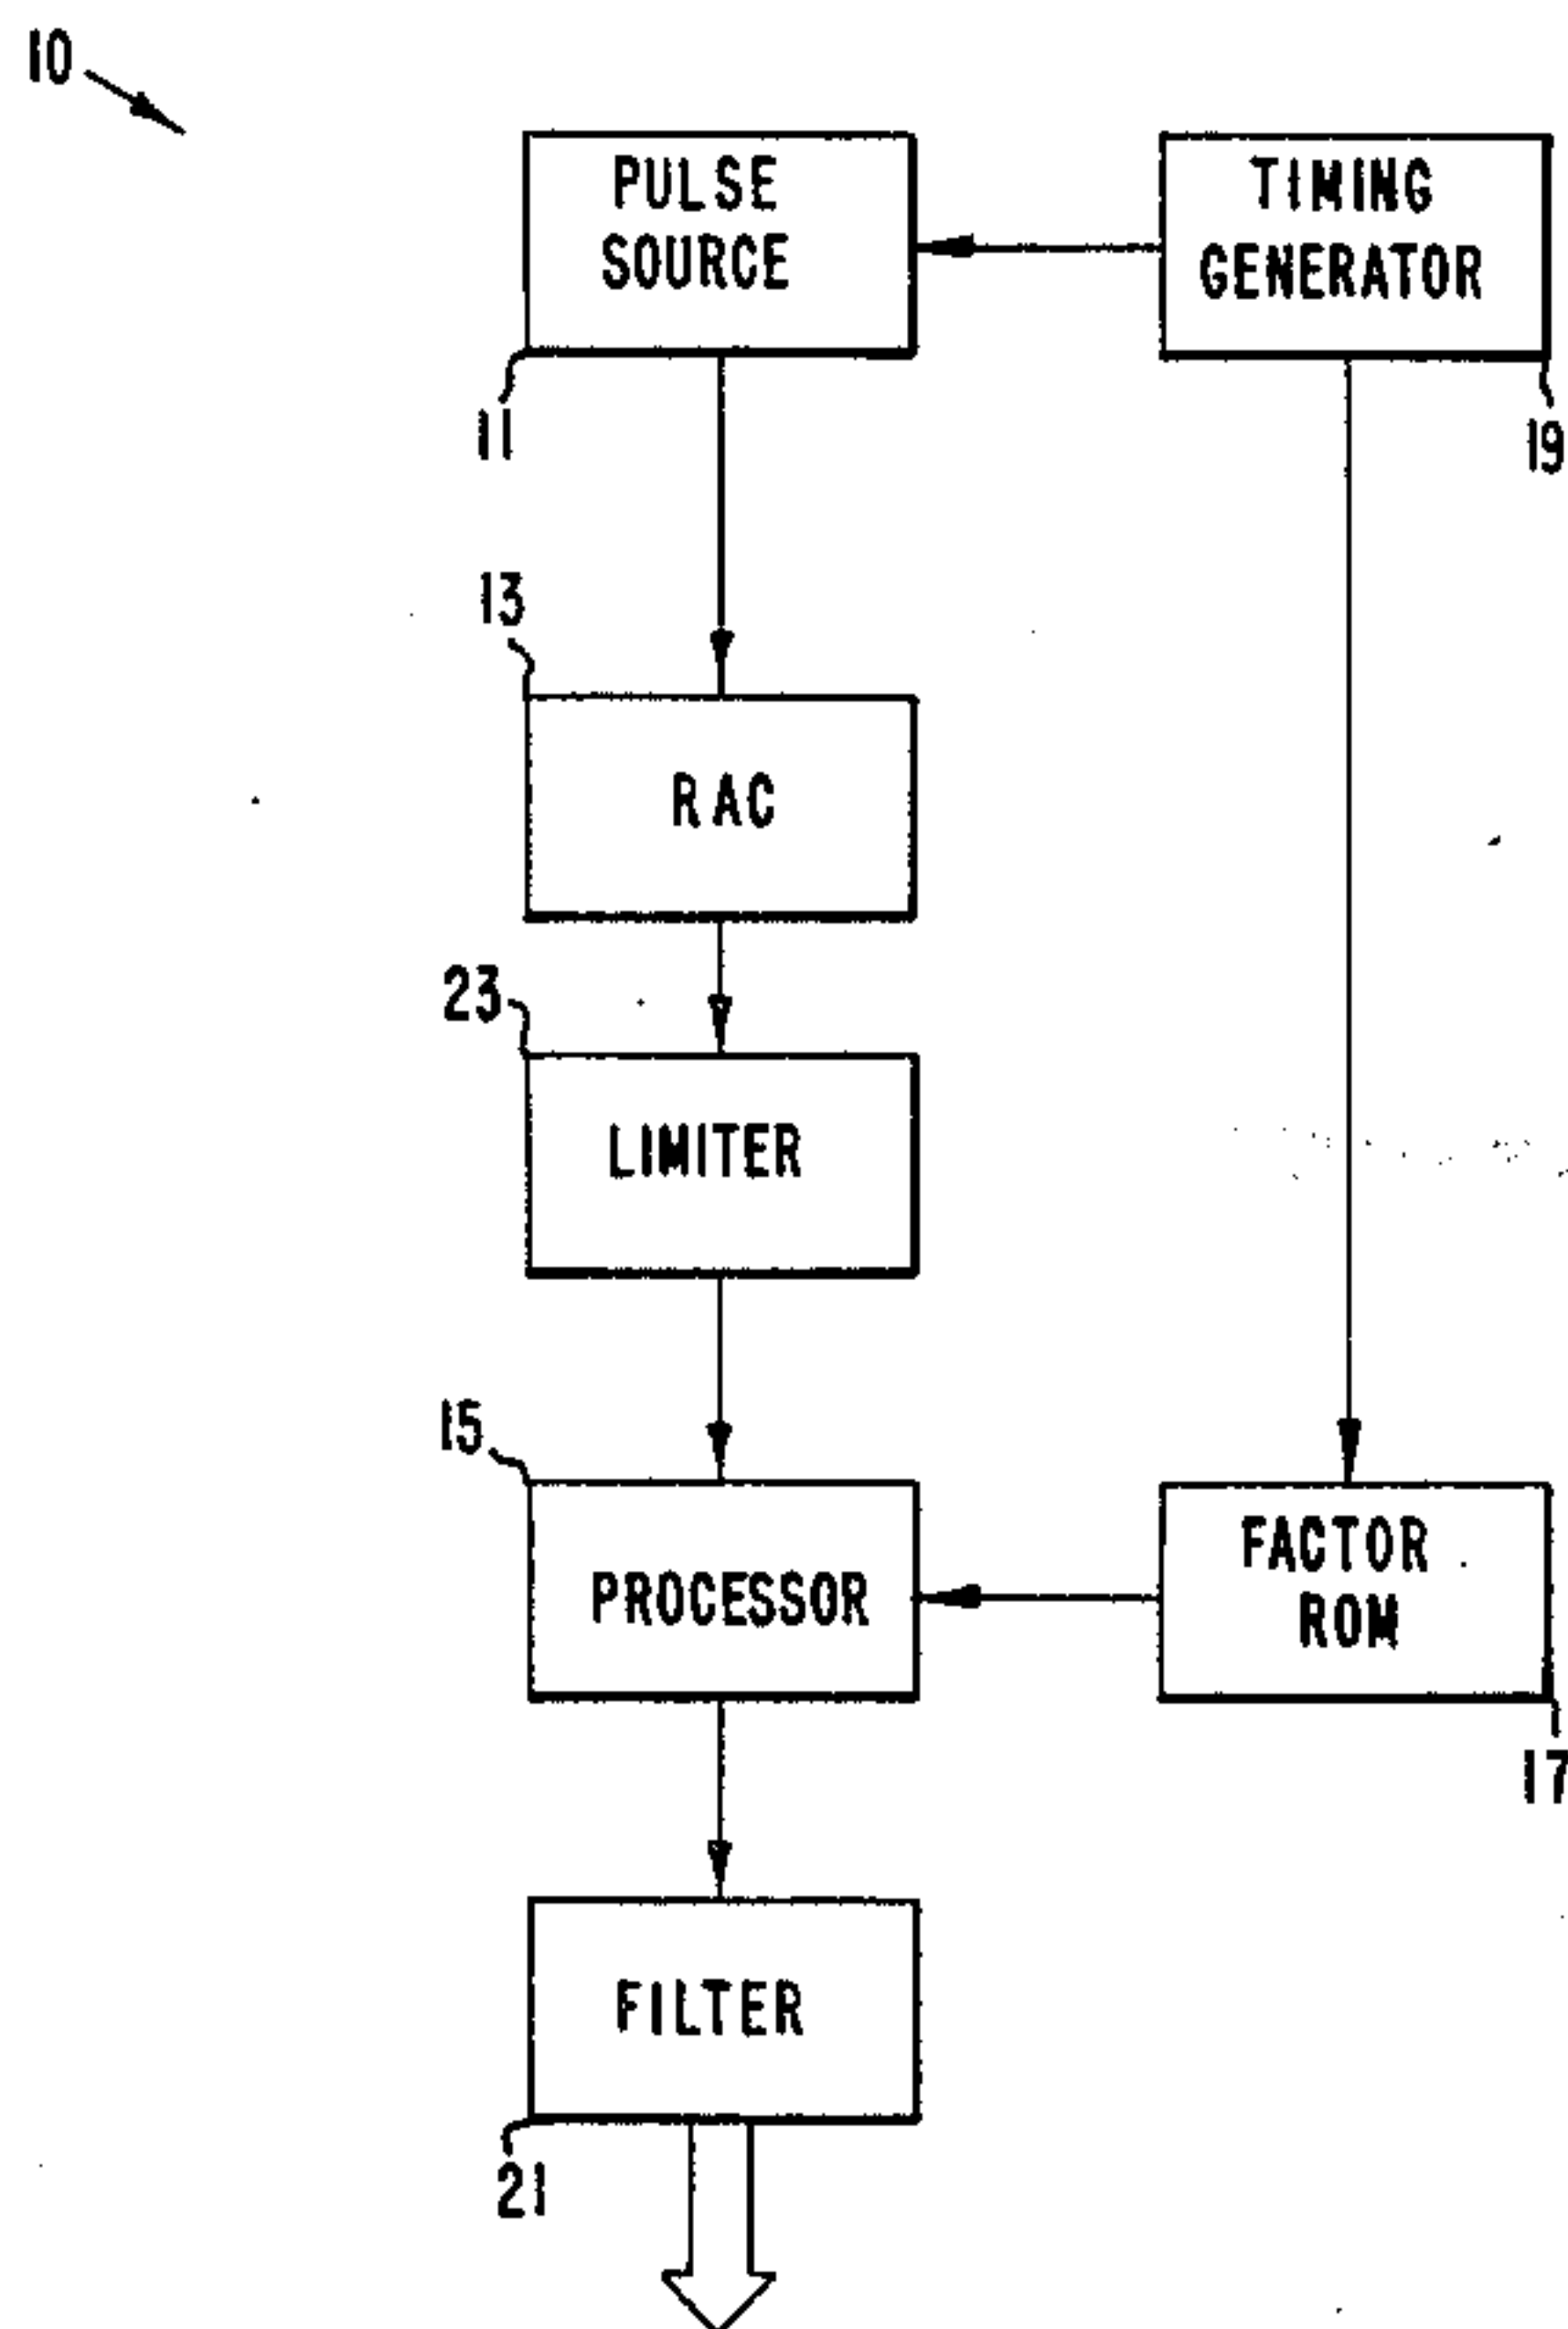 10
PULSE
SOURCE
TIMING
GENERATOR
11
19
13
RAC
23
LIMITER
15
PROCESSOR
FACTOR
ROM
17
FILTER
21